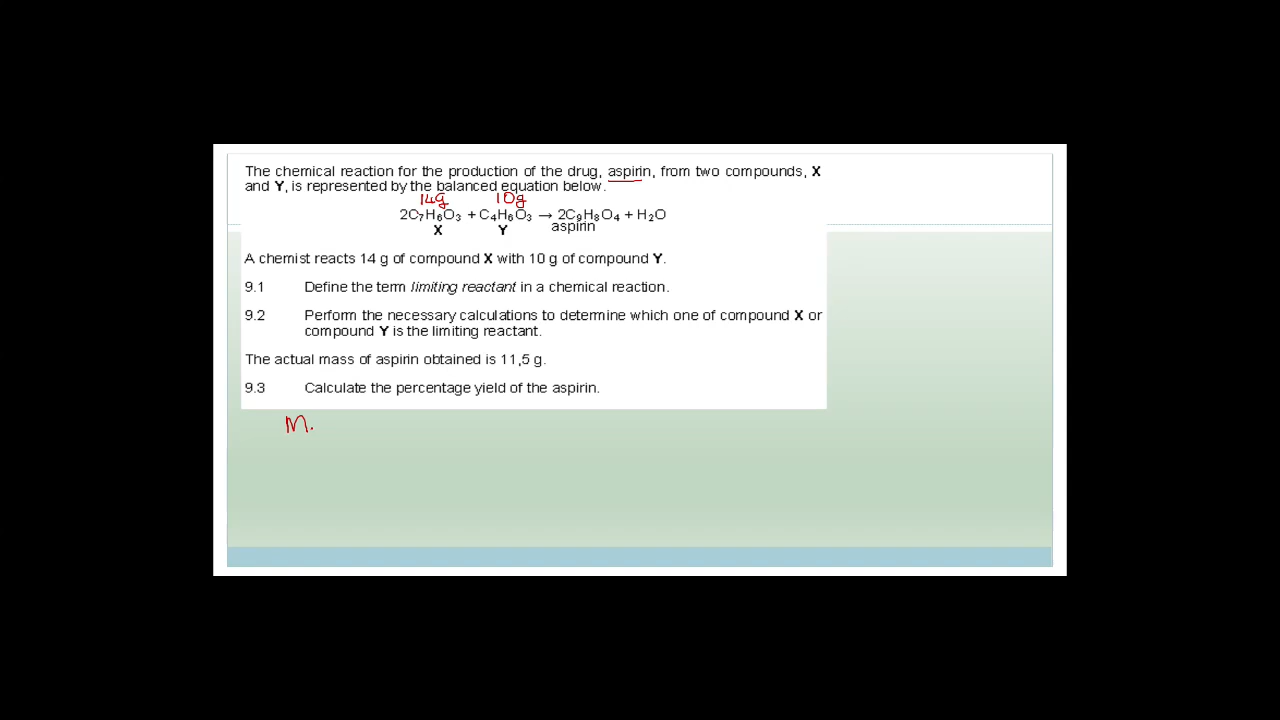 The chemical reaction for the production of the drug, aspirin, from two compounds, X
and Y, is represented by the balanced equation below.
14g 10g
2C₇H₆O₃ + C₄H₆O₃ → 2C₉H₈O₄ + H₂O
X Y aspirin
A chemist reacts 14 g of compound X with 10 g of compound Y.
9.1 Define the term limiting reactant in a chemical reaction.
9.2 Perform the necessary calculations to determine which one of compound X or
compound Y is the limiting reactant.
The actual mass of aspirin obtained is 11,5 g.
9.3 Calculate the percentage yield of the aspirin.
M.